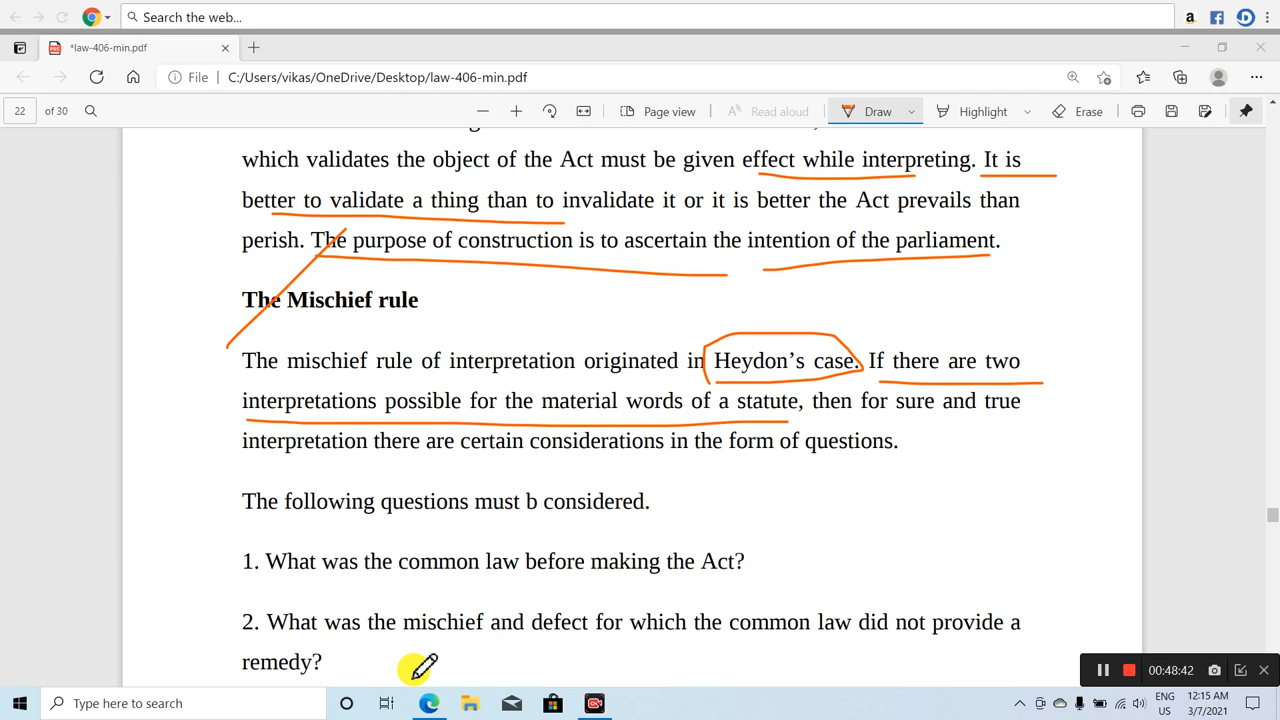 Search the web...
*law-406-min.pdf
File C:/Users/vikas/OneDrive/Desktop/law-406-min.pdf
22 of 30 Page view Read aloud Draw Highlight Erase
which validates the object of the Act must be given effect while interpreting. It is
better to validate a thing than to invalidate it or it is better the Act prevails than
perish. The purpose of construction is to ascertain the intention of the parliament.
The Mischief rule
The mischief rule of interpretation originated in Heydon’s case. If there are two
interpretations possible for the material words of a statute, then for sure and true
interpretation there are certain considerations in the form of questions.
The following questions must b considered.
1. What was the common law before making the Act?
2. What was the mischief and defect for which the common law did not provide a
remedy?
00:48:42
Type here to search
ENG 12:15 AM
US 3/7/2021